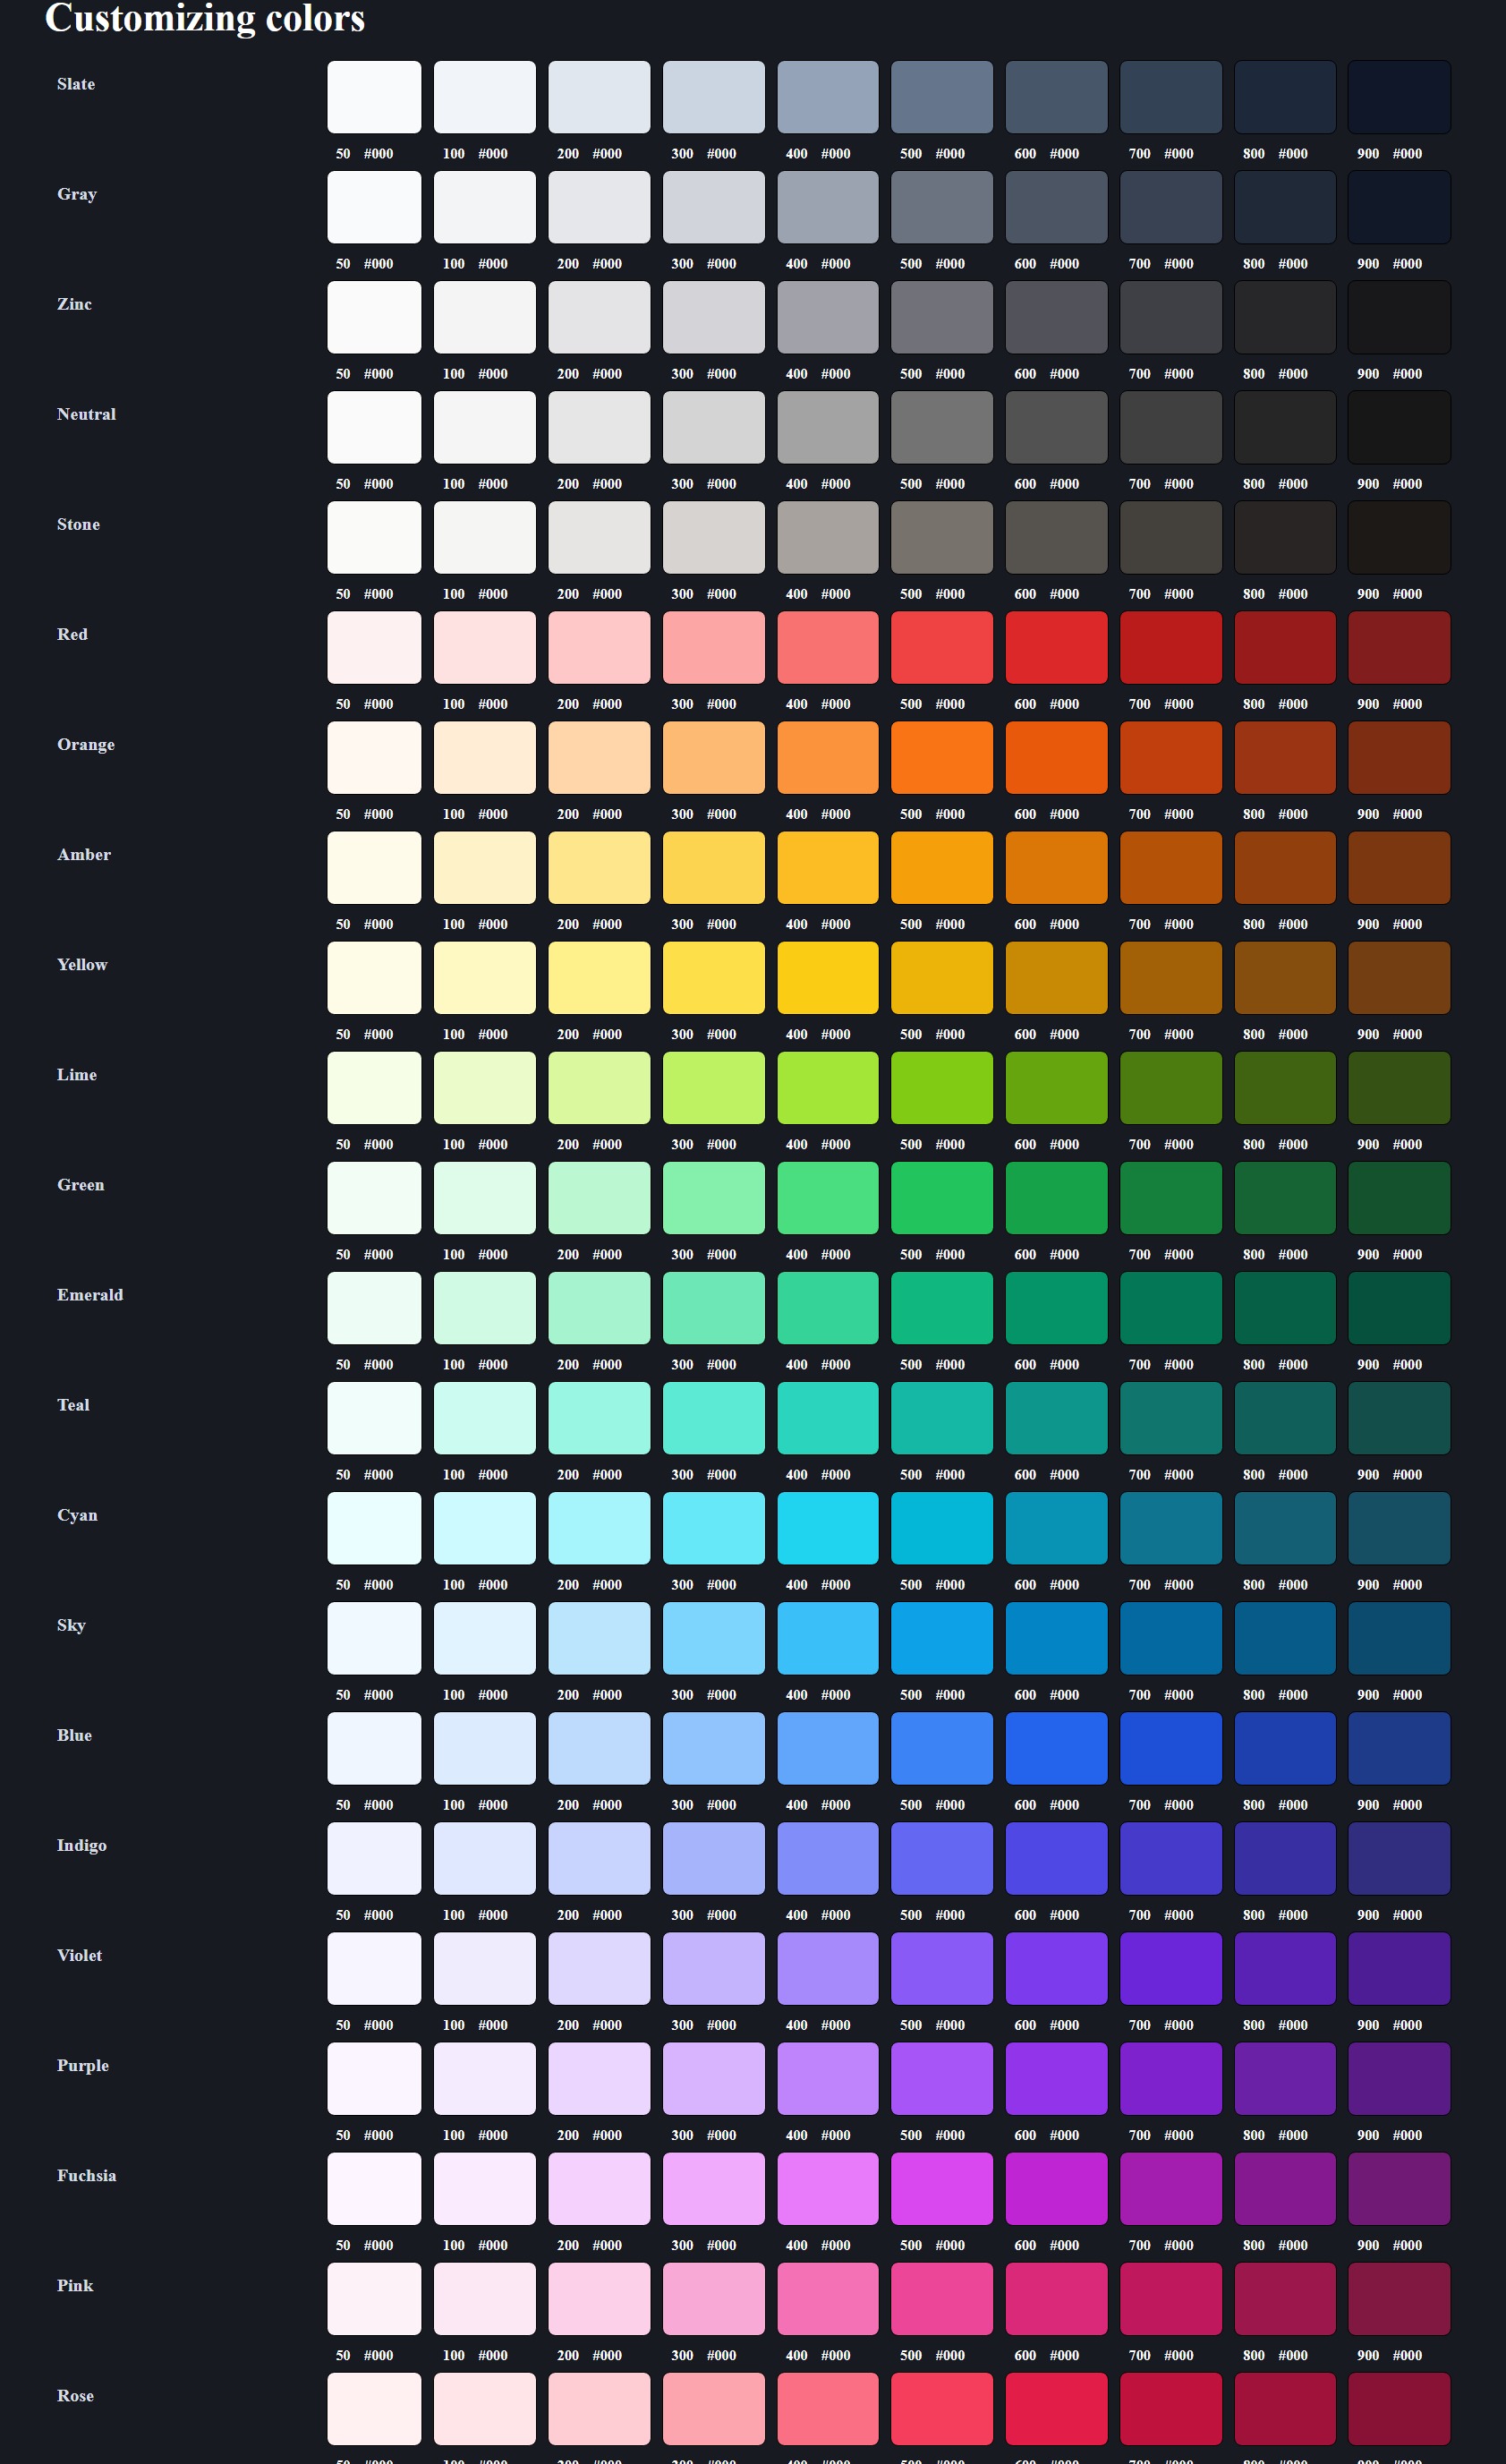 Customizing colors
Slate
50 #000 100 #000 200 #000 300 #000 400 #000 500 #000 600 #000 700 #000 800 #000 900 #000
Gray
50 #000 100 #000 200 #000 300 #000 400 #000 500 #000 600 #000 700 #000 800 #000 900 #000
Zinc
50 #000 100 #000 200 #000 300 #000 400 #000 500 #000 600 #000 700 #000 800 #000 900 #000
Neutral
50 #000 100 #000 200 #000 300 #000 400 #000 500 #000 600 #000 700 #000 800 #000 900 #000
Stone
50 #000 100 #000 200 #000 300 #000 400 #000 500 #000 600 #000 700 #000 800 #000 900 #000
Red
50 #000 100 #000 200 #000 300 #000 400 #000 500 #000 600 #000 700 #000 800 #000 900 #000
Orange
50 #000 100 #000 200 #000 300 #000 400 #000 500 #000 600 #000 700 #000 800 #000 900 #000
Amber
50 #000 100 #000 200 #000 300 #000 400 #000 500 #000 600 #000 700 #000 800 #000 900 #000
Yellow
50 #000 100 #000 200 #000 300 #000 400 #000 500 #000 600 #000 700 #000 800 #000 900 #000
Lime
50 #000 100 #000 200 #000 300 #000 400 #000 500 #000 600 #000 700 #000 800 #000 900 #000
Green
50 #000 100 #000 200 #000 300 #000 400 #000 500 #000 600 #000 700 #000 800 #000 900 #000
Emerald
50 #000 100 #000 200 #000 300 #000 400 #000 500 #000 600 #000 700 #000 800 #000 900 #000
Teal
50 #000 100 #000 200 #000 300 #000 400 #000 500 #000 600 #000 700 #000 800 #000 900 #000
Cyan
50 #000 100 #000 200 #000 300 #000 400 #000 500 #000 600 #000 700 #000 800 #000 900 #000
Sky
50 #000 100 #000 200 #000 300 #000 400 #000 500 #000 600 #000 700 #000 800 #000 900 #000
Blue
50 #000 100 #000 200 #000 300 #000 400 #000 500 #000 600 #000 700 #000 800 #000 900 #000
Indigo
50 #000 100 #000 200 #000 300 #000 400 #000 500 #000 600 #000 700 #000 800 #000 900 #000
Violet
50 #000 100 #000 200 #000 300 #000 400 #000 500 #000 600 #000 700 #000 800 #000 900 #000
Purple
50 #000 100 #000 200 #000 300 #000 400 #000 500 #000 600 #000 700 #000 800 #000 900 #000
Fuchsia
50 #000 100 #000 200 #000 300 #000 400 #000 500 #000 600 #000 700 #000 800 #000 900 #000
Pink
50 #000 100 #000 200 #000 300 #000 400 #000 500 #000 600 #000 700 #000 800 #000 900 #000
Rose